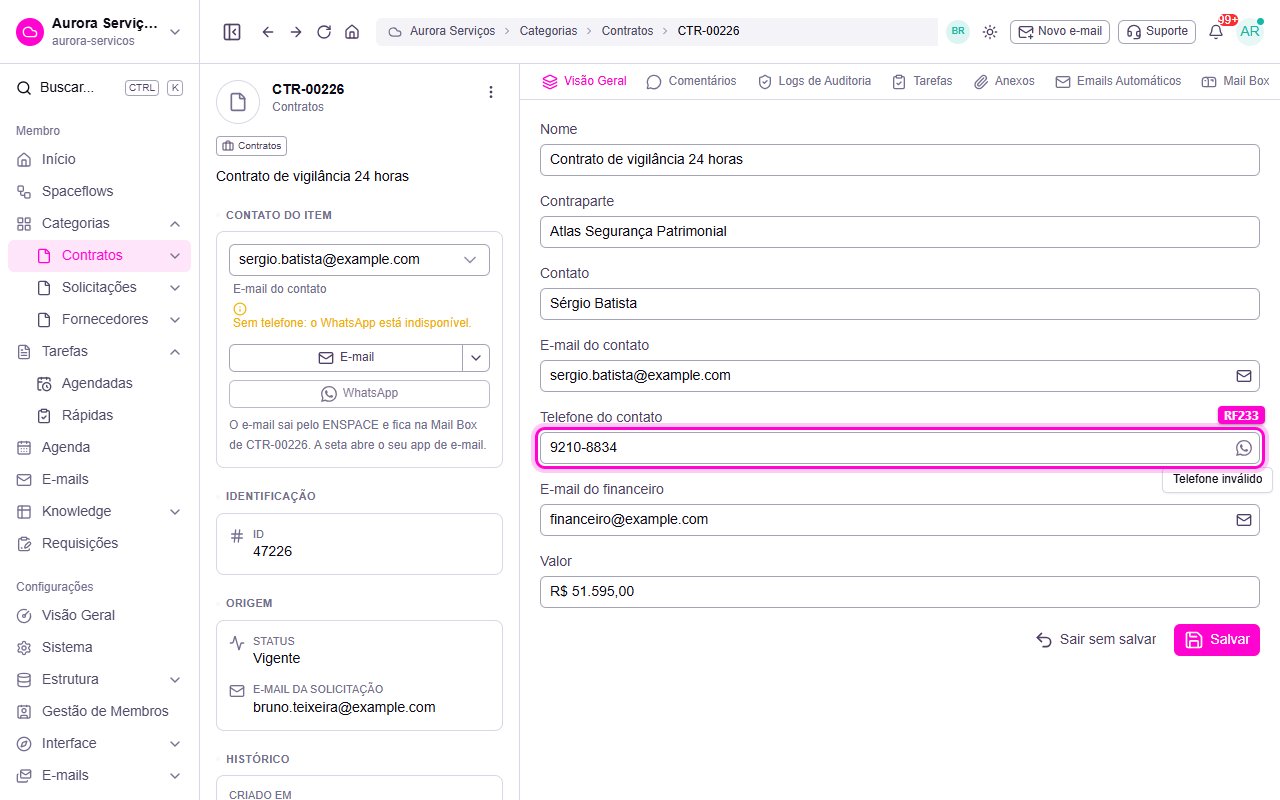 Aurora Serviç...
aurora-servicos
Aurora Serviços
Categorias
Contratos
CTR-00226
BR
Novo e-mail
Suporte
99+
AR
Buscar...
CTRL
K
Membro
Início
Spaceflows
Categorias
Contratos
Solicitações
Fornecedores
Tarefas
Agendadas
Rápidas
Agenda
E-mails
Knowledge
Requisições
Configurações
Visão Geral
Sistema
Estrutura
Gestão de Membros
Interface
E-mails
CTR-00226
Contratos
Contratos
Contrato de vigilância 24 horas
CONTATO DO ITEM
sergio.batista@example.com
E-mail do contato
Sem telefone: o WhatsApp está indisponível.
E-mail
WhatsApp
O e-mail sai pelo ENSPACE e fica na Mail Box
de CTR-00226. A seta abre o seu app de e-mail.
IDENTIFICAÇÃO
ID
47226
ORIGEM
STATUS
Vigente
E-MAIL DA SOLICITAÇÃO
bruno.teixeira@example.com
HISTÓRICO
CRIADO EM
Visão Geral
Comentários
Logs de Auditoria
Tarefas
Anexos
Emails Automáticos
Mail Box
Nome
Contrato de vigilância 24 horas
Contraparte
Atlas Segurança Patrimonial
Contato
Sérgio Batista
E-mail do contato
sergio.batista@example.com
Telefone do contato
RF233
9210-8834
Telefone inválido
E-mail do financeiro
financeiro@example.com
Valor
R$ 51.595,00
Sair sem salvar
Salvar